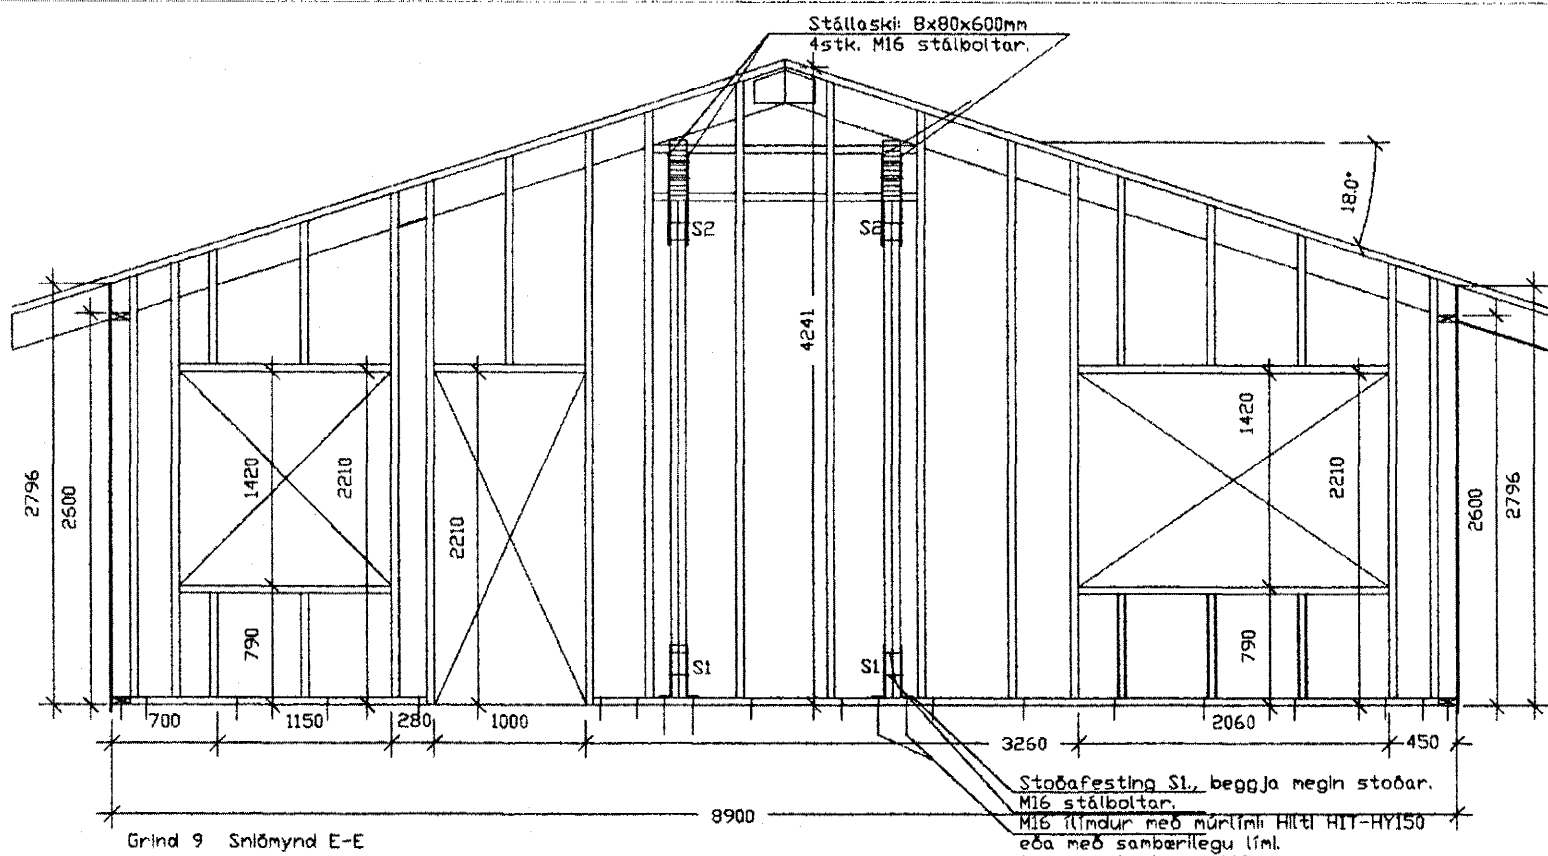 Stállaski: 8x80x600mm
4stk. M16 stálboltar.
18.0°
S2
S2
4241
1420
2210
2210
1420
2210
2796
2600
2600
2796
790
790
S1
S1
700
1150
280
1000
2060
3260
450
8900
Stoðafesting S1., beggja megin stoðar.
M16 stálboltar.
M16 ílímdur með múrlími Hilti HIT-HY150
eða með sambærilegu lími.
Grind 9 Sniðmynd E-E